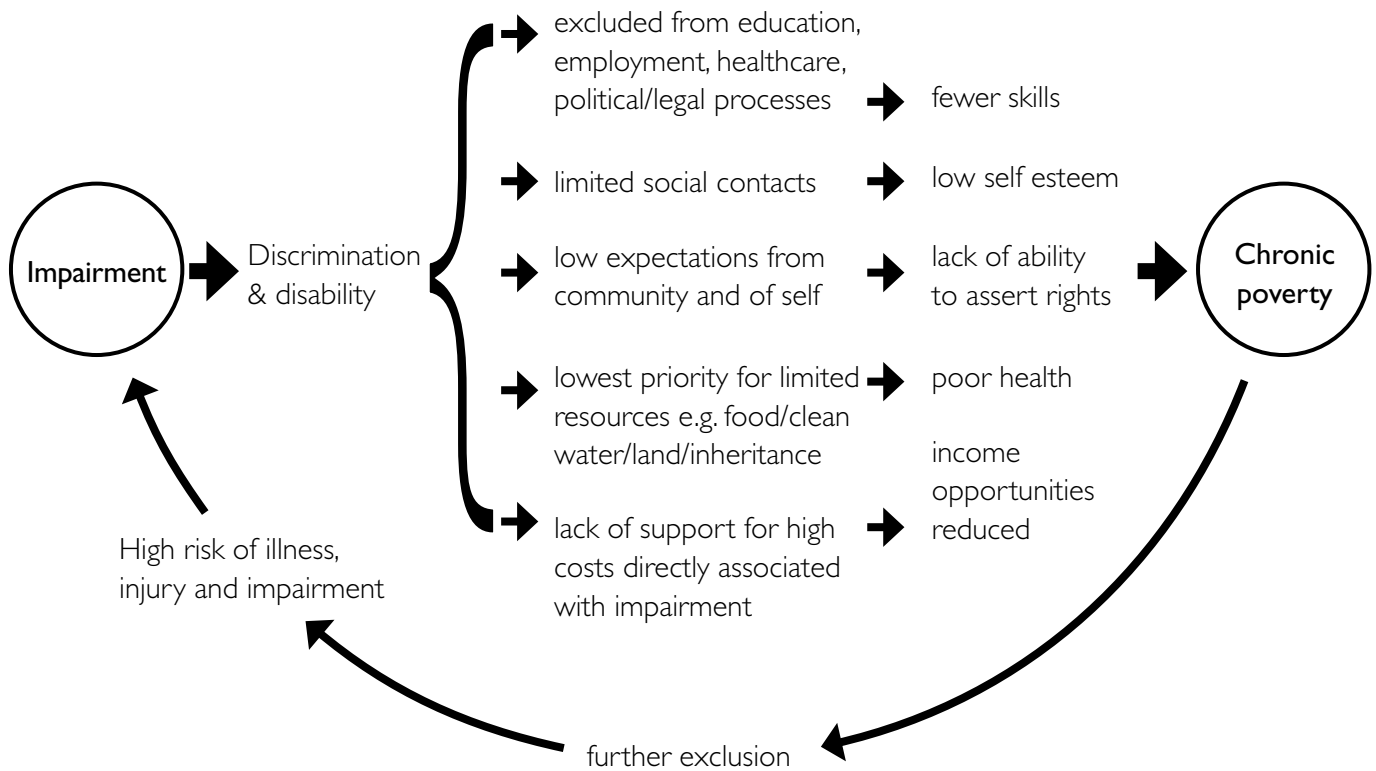 Impairment
Discrimination
& disability
excluded from education,
employment, healthcare,
political/legal processes
fewer skills
limited social contacts
low self esteem
low expectations from
community and of self
lack of ability
to assert rights
lowest priority for limited
resources e.g. food/clean
water/land/inheritance
poor health
lack of support for high
costs directly associated
with impairment
income
opportunities
reduced
Chronic
poverty
further exclusion
High risk of illness,
injury and impairment